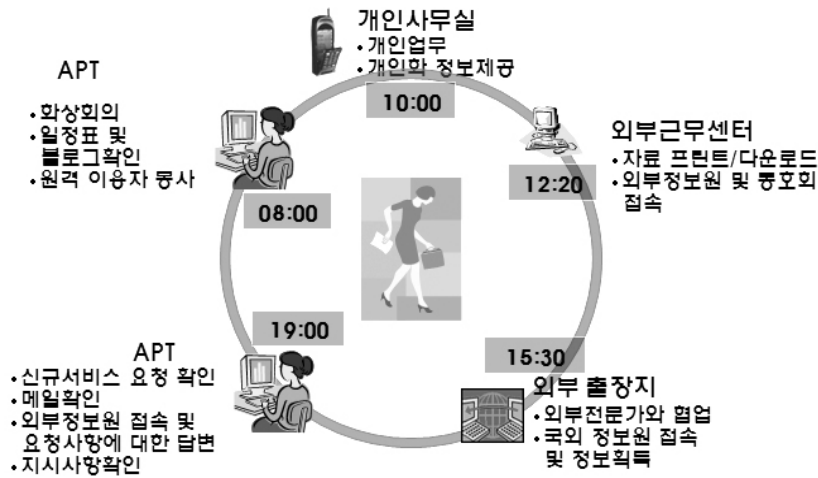 개인사무실
•개인업무
•개인화 정보제공
10:00
APT
•화상회의
•일정표 및
블로그확인
•원격 이용자 봉사
08:00
외부근무센터
•자료 프린트/다운로드
•외부정보원 및 동호회
접속
12:20
15:30
외부 출장지
•외부전문가와 협업
•국외 정보원 접속
및 정보획득
19:00
APT
•신규서비스 요청 확인
•메일확인
•외부정보원 접속 및
요청사항에 대한 답변
•지시사항확인